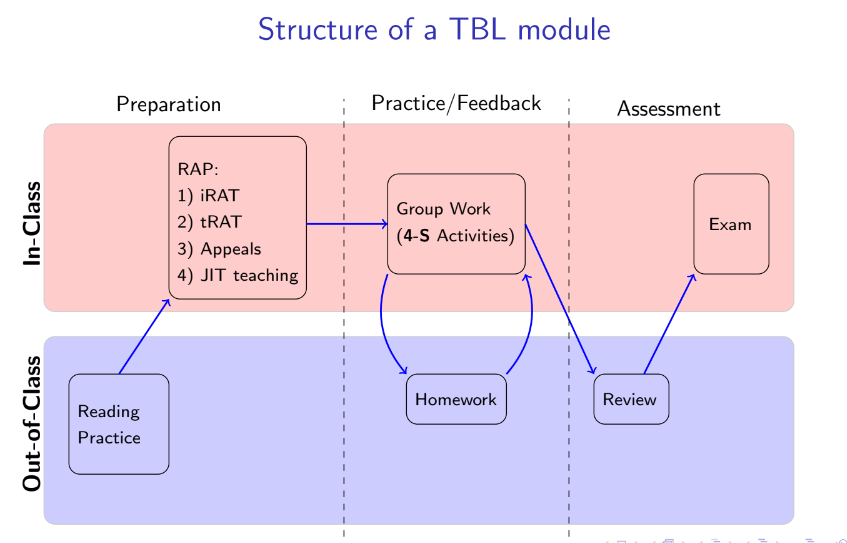 Structure of a TBL module
Preparation
Practice/Feedback
Assessment
In-Class
RAP:
1) iRAT
2) tRAT
3) Appeals
4) JIT teaching
Group Work
(4-S Activities)
Exam
Out-of-Class
Reading
Practice
Homework
Review